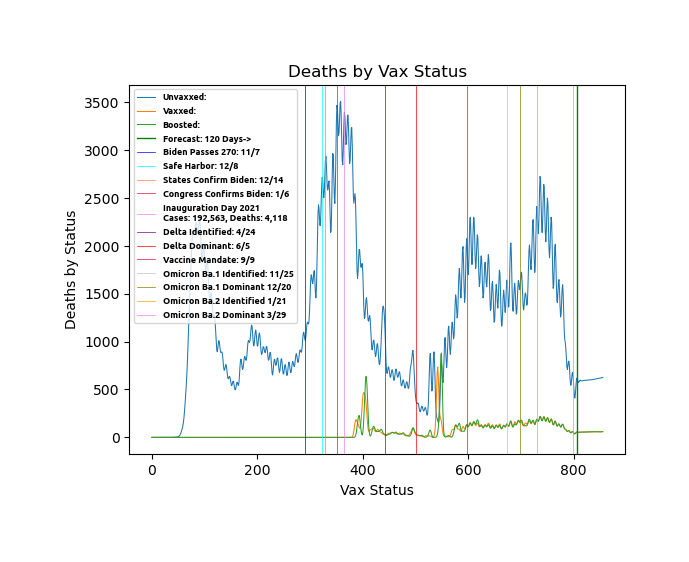 Deaths by Vax Status
Deaths by Status
3500
3000
2500
2000
1500
1000
500
0
Unvaxxed:
Vaxxed:
Boosted:
Forecast: 120 Days->
Biden Passes 270: 11/7
Safe Harbor: 12/8
States Confirm Biden: 12/14
Congress Confirms Biden: 1/6
Inauguration Day 2021
Cases: 192,563, Deaths: 4,118
Delta Identified: 4/24
Delta Dominant: 6/5
Vaccine Mandate: 9/9
Omicron Ba.1 Identified: 11/25
Omicron Ba.1 Dominant 12/20
Omicron Ba.2 Identified 1/21
Omicron Ba.2 Dominant 3/29
0
200
400
600
800
Vax Status